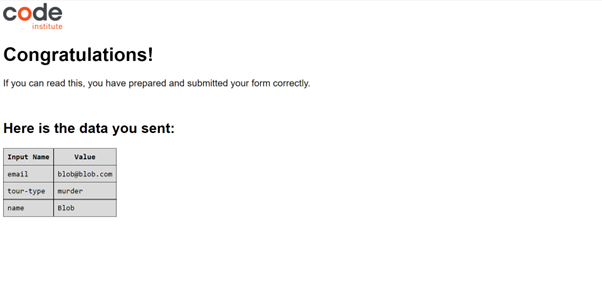 code
institute
Congratulations!
If you can read this, you have prepared and submitted your form correctly.
Here is the data you sent:
Input Name Value
email blob@blob.com
tour-type murder
name Blob